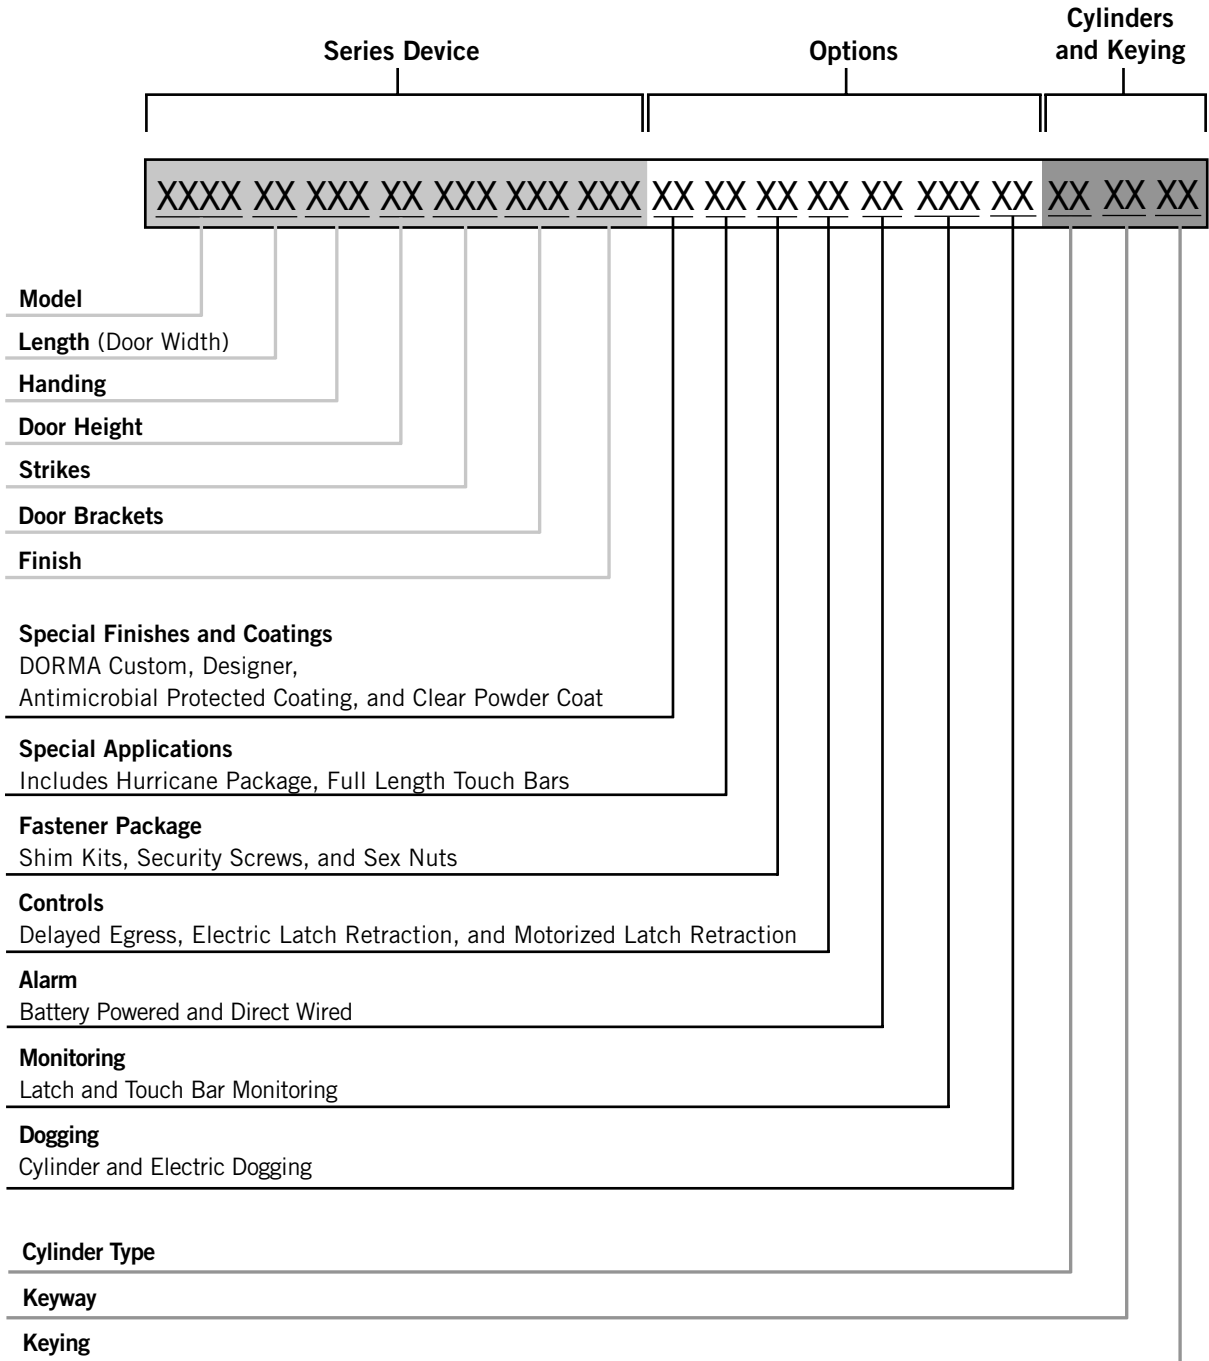 Cylinders
Series Device Options and Keying
XXXX XX XXX XX XXX XXX XXX XX XX XX XX XX XXX XX XX XX XX
Model
Length (Door Width)
Handing
Door Height
Strikes
Door Brackets
Finish
Special Finishes and Coatings
DORMA Custom, Designer,
Antimicrobial Protected Coating, and Clear Powder Coat
Special Applications
Includes Hurricane Package, Full Length Touch Bars
Fastener Package
Shim Kits, Security Screws, and Sex Nuts
Controls
Delayed Egress, Electric Latch Retraction, and Motorized Latch Retraction
Alarm
Battery Powered and Direct Wired
Monitoring
Latch and Touch Bar Monitoring
Dogging
Cylinder and Electric Dogging
Cylinder Type
Keyway
Keying